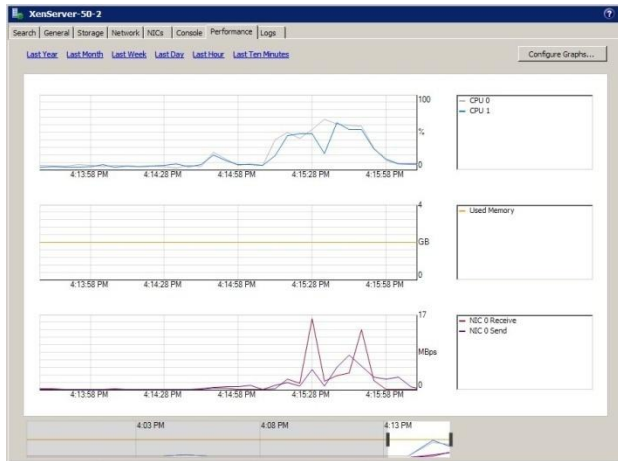 XenServer-50-2
Search General Storage Network NICs Console Performance Logs
Last Year Last Month Last Week Last Day Last Hour Last Ten Minutes Configure Graphs...
100
%
0
4:13:58 PM 4:14:28 PM 4:14:58 PM 4:15:28 PM 4:15:58 PM
CPU 0
CPU 1
4
GB
0
4:13:58 PM 4:14:28 PM 4:14:58 PM 4:15:28 PM 4:15:58 PM
Used Memory
17
MBps
0
4:13:58 PM 4:14:28 PM 4:14:58 PM 4:15:28 PM 4:15:58 PM
NIC 0 Receive
NIC 0 Send
4:03 PM 4:08 PM 4:13 PM